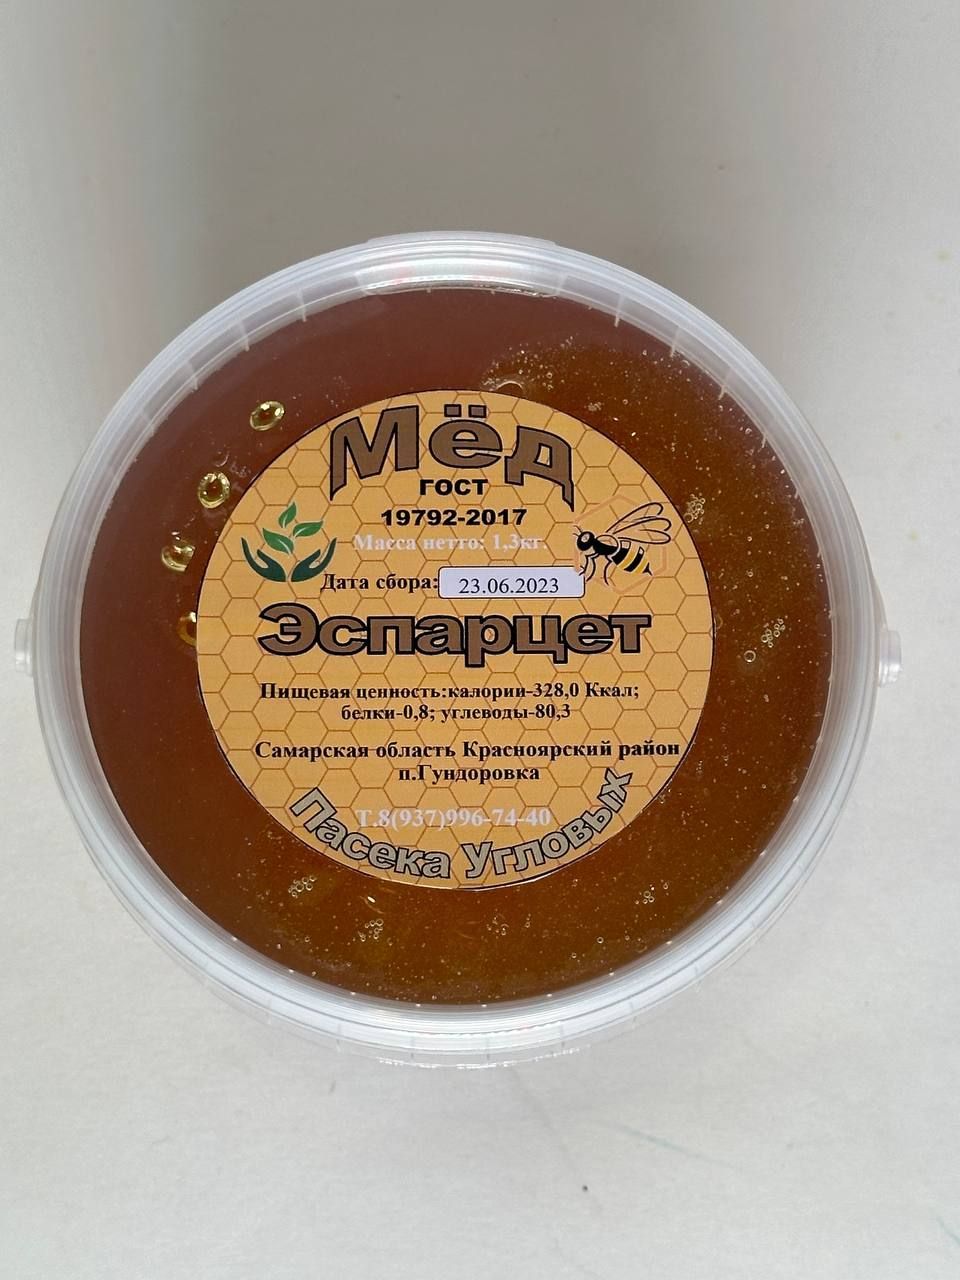 Мёд
ГОСТ
19792-2017
Масса нетто: 1,3кг.
Дата сбора: 23.06.2023
Эспарцет
Пищевая ценность:калории-328,0 Ккал;
белки-0,8; углеводы-80,3
Самарская область Красноярский район
п.Гундоровка
Т.8(937)996-74-40
Пасека Угловых